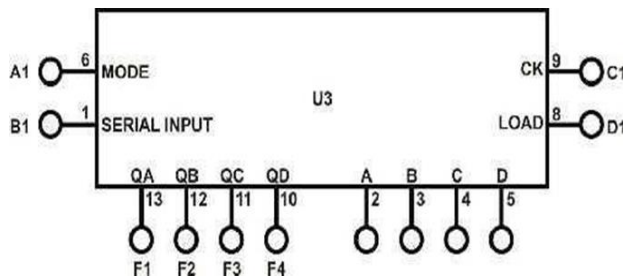 A1 6 MODE CK 9 C1
U3
B1 1 SERIAL INPUT LOAD 8 D1
QA QB QC QD A B C D
13 12 11 10 2 3 4 5
F1 F2 F3 F4